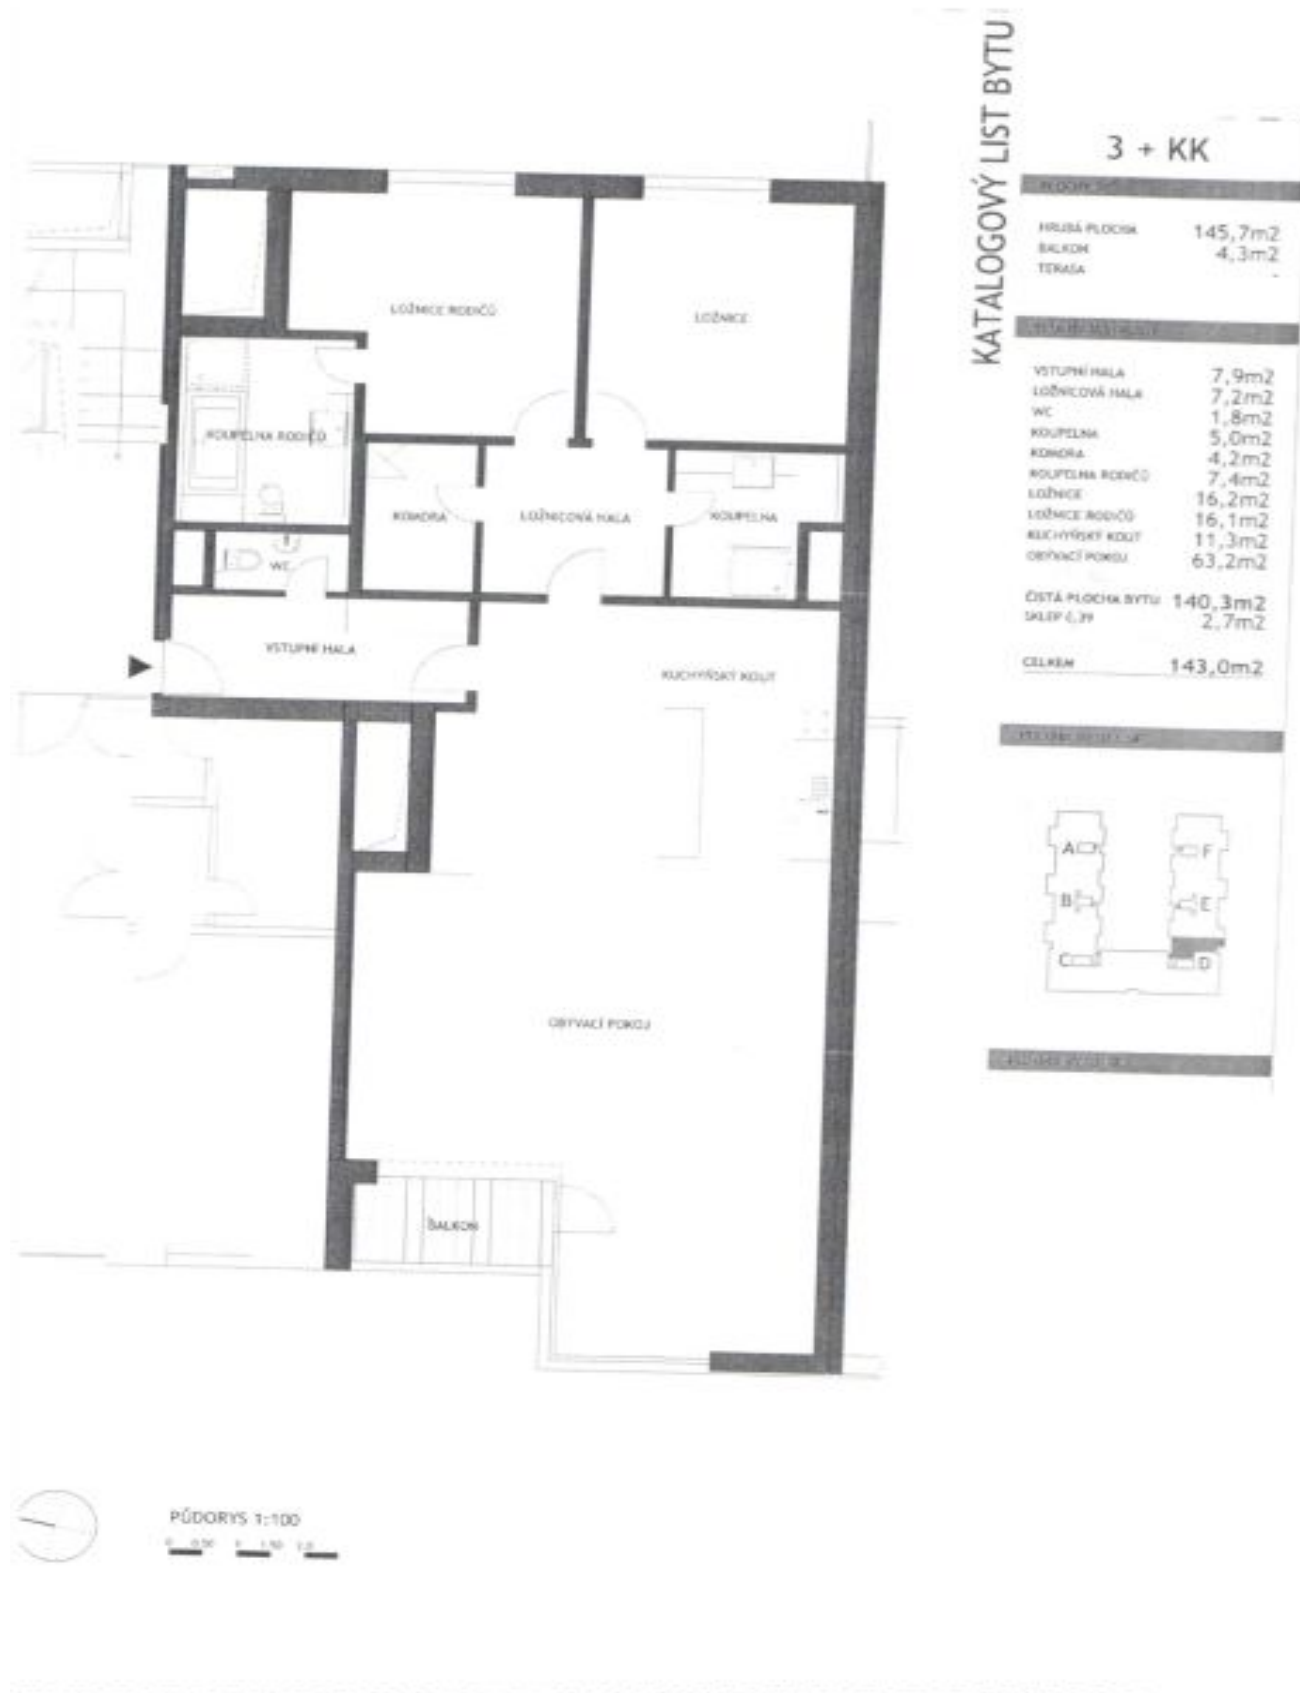 KATALOGOVÝ LIST BYTU
3 + KK
HRUBÁ PLOCHA 145,7m2
BALKON 4,3m2
TERASA -
VSTUPNÍ HALA 7,9m2
LOŽNICOVÁ HALA 7,2m2
WC 1,8m2
KOUPELNA 5,0m2
KOMORA 4,2m2
KOUPELNA RODIČŮ 7,4m2
LOŽNICE 16,2m2
LOŽNICE RODIČŮ 16,1m2
KUCHYŇSKÝ KOUT 11,3m2
OBÝVACÍ POKOJ 63,2m2
ČISTÁ PLOCHA BYTU 140,3m2
SKLEP č.39 2,7m2
CELKEM 143,0m2
A
F
B
E
C
D
LOŽNICE RODIČŮ
LOŽNICE
KOUPELNA RODIČŮ
KOMORA
LOŽNICOVÁ HALA
KOUPELNA
WC
VSTUPNÍ HALA
KUCHYŇSKÝ KOUT
OBÝVACÍ POKOJ
BALKON
PŮDORYS 1:100
0 0.50